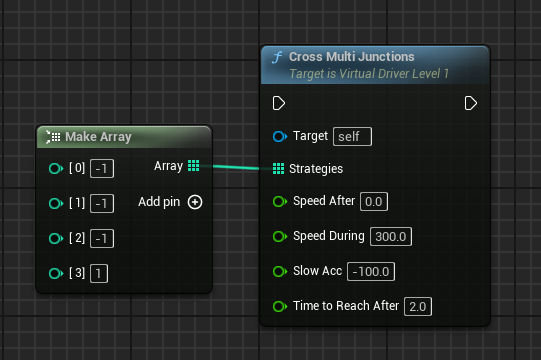 Make Array
[ 0] -1 Array
[ 1] -1 Add pin
[ 2] -1
[ 3] 1
f Cross Multi Junctions
Target is Virtual Driver Level 1
Target self
Strategies
Speed After 0.0
Speed During 300.0
Slow Acc -100.0
Time to Reach After 2.0